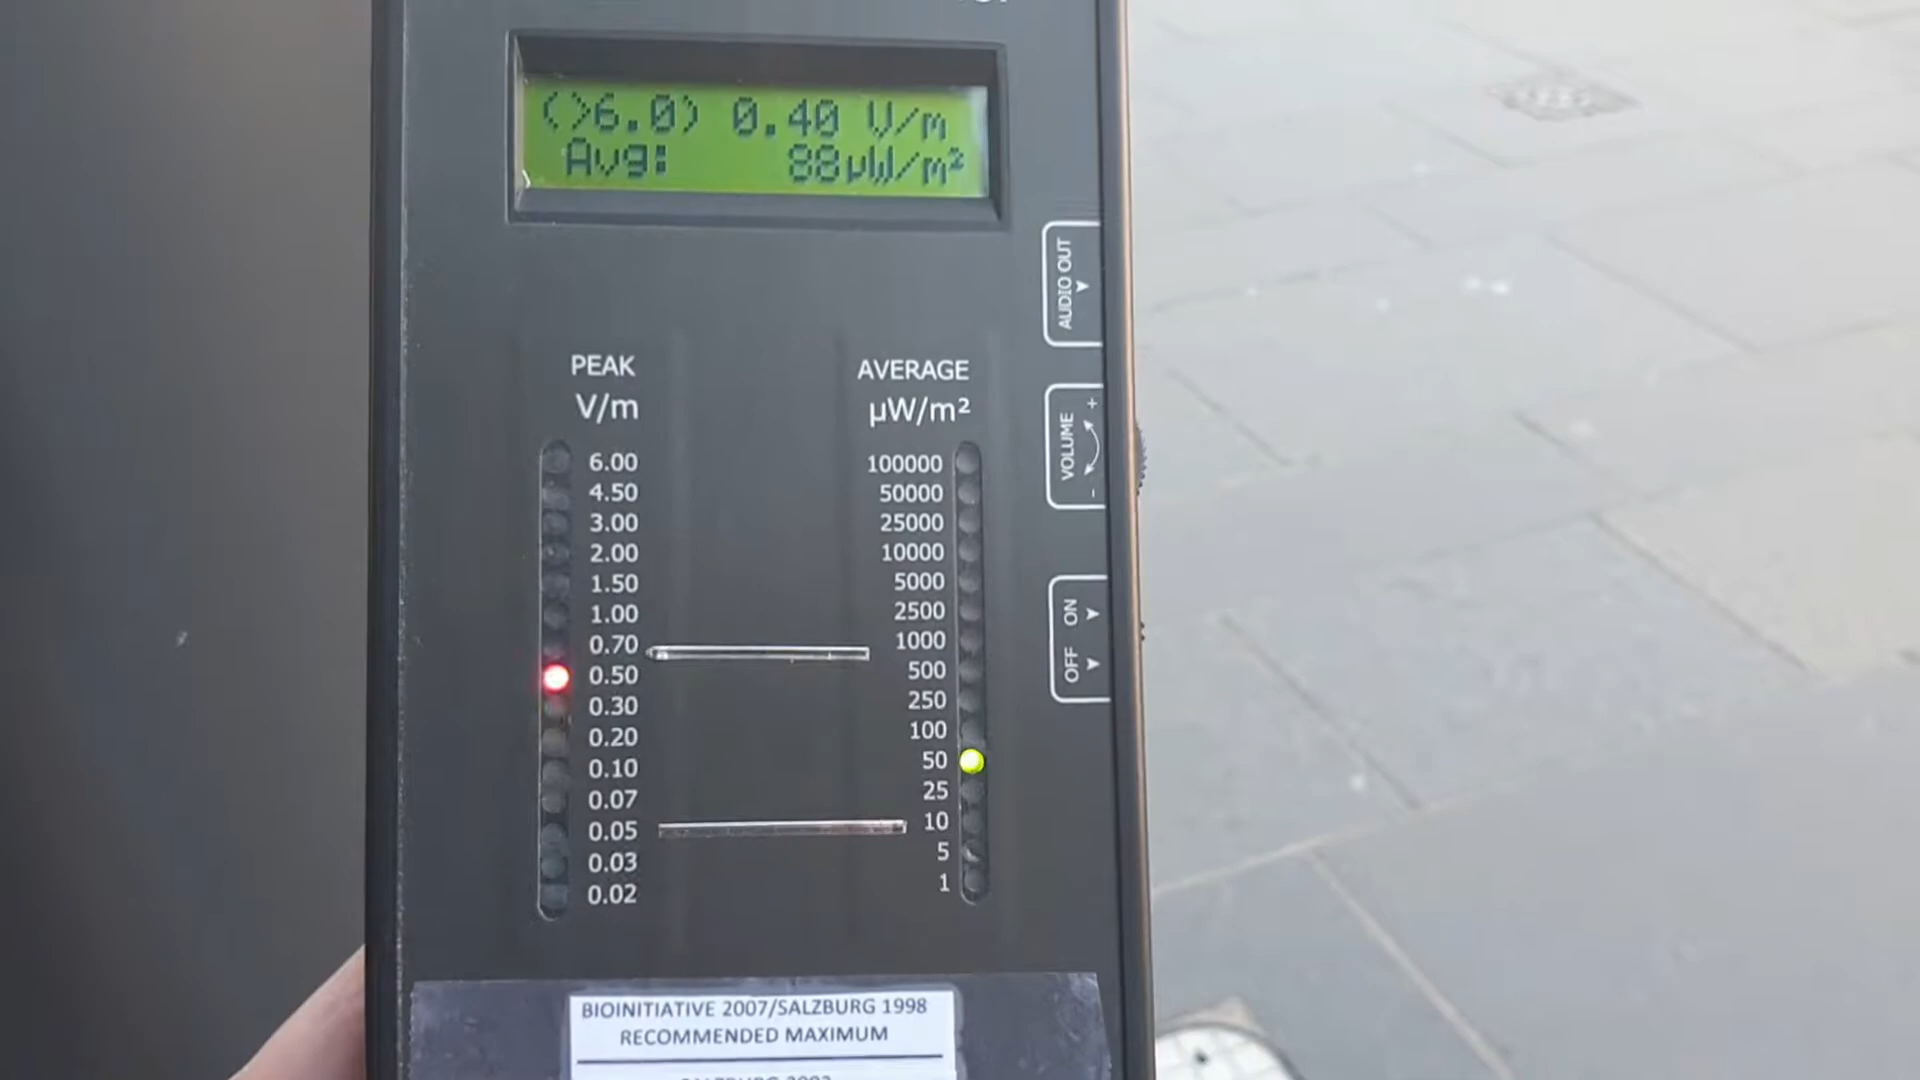 (>6.0) 0.40 V/m
Avg: 88µW/m²
AUDIO OUT
PEAK
V/m
AVERAGE
µW/m²
VOLUME
- +
6.00
4.50
3.00
2.00
1.50
1.00
0.70
0.50
0.30
0.20
0.10
0.07
0.05
0.03
0.02
100000
50000
25000
10000
5000
2500
1000
500
250
100
50
25
10
5
1
OFF ON
BIOINITIATIVE 2007/SALZBURG 1998
RECOMMENDED MAXIMUM